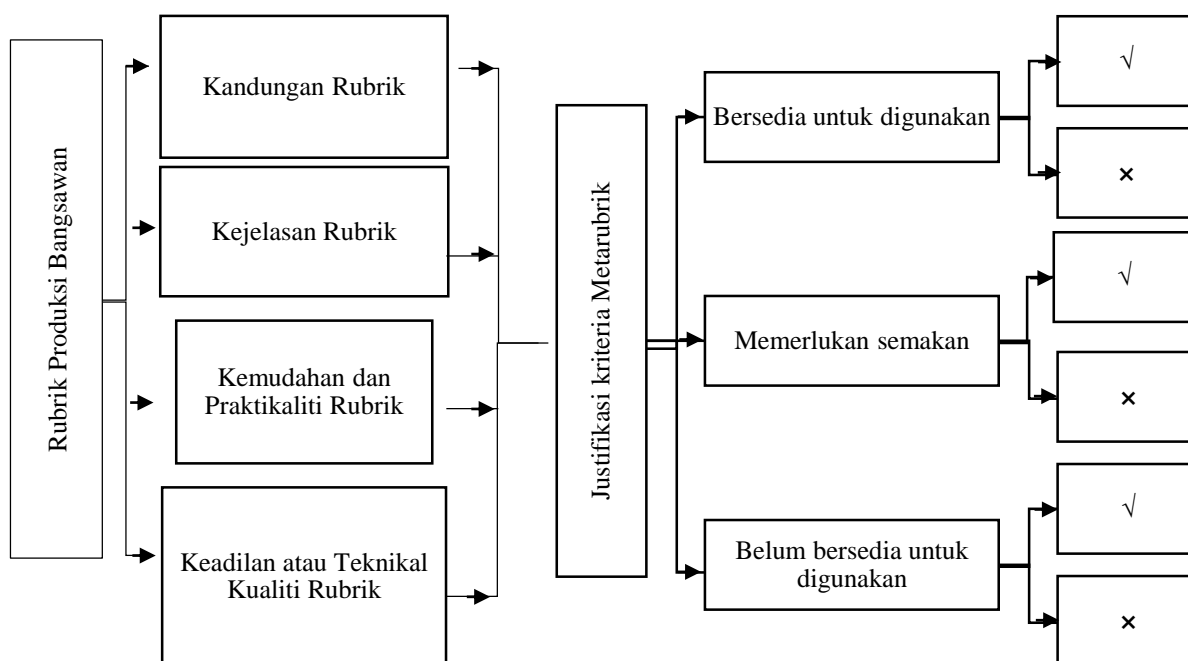 Rubrik Produksi Bangsawan
Kandungan Rubrik
Kejelasan Rubrik
Kemudahan dan
Praktikaliti Rubrik
Keadilan atau Teknikal
Kualiti Rubrik
Justifikasi kriteria Metarubrik
Bersedia untuk digunakan
√
×
Memerlukan semakan
√
×
Belum bersedia untuk
digunakan
√
×